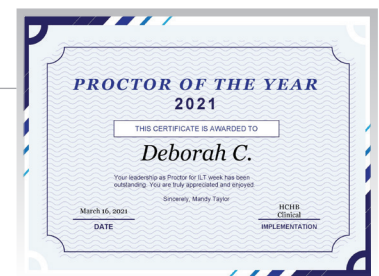 PROCTOR OF THE YEAR
2021
THIS CERTIFICATE IS AWARDED TO
Deborah C.
Your leadership as Proctor for ILT week has been
outstanding. You are truly appreciated and enjoyed
Sincerely, Mandy Taylor
March 16, 2021
DATE
HCHB
Clinical
IMPLEMENTATION